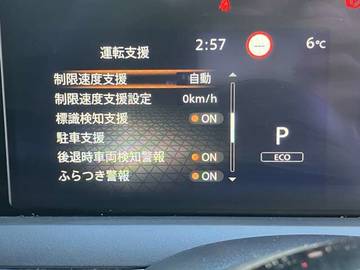 運転支援 2:57 6℃
制限速度支援 自動
制限速度支援設定 0km/h
標識検知支援 ON
駐車支援
後退時車両検知警報 ON
ふらつき警報 ON
P
ECO